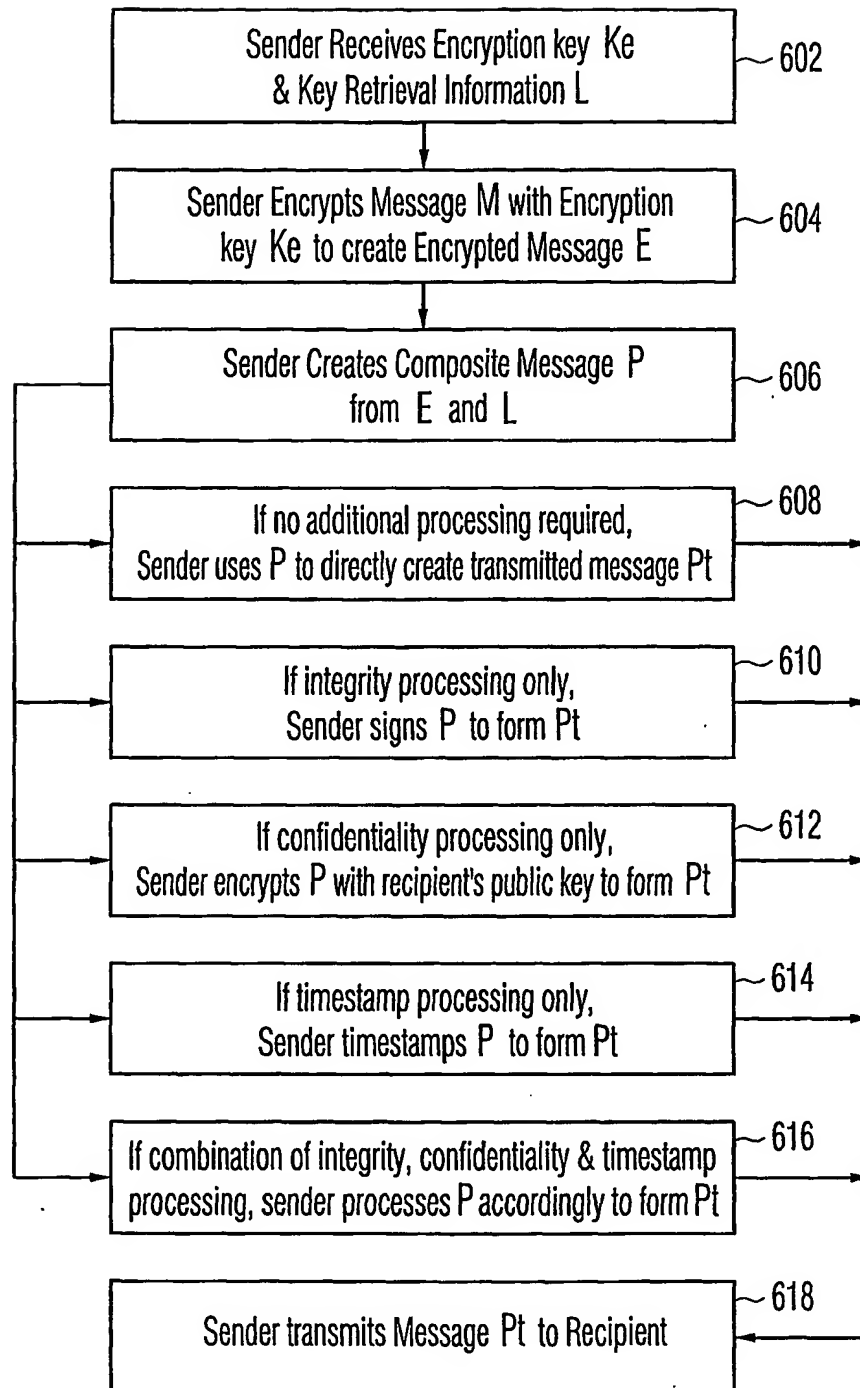 Sender Receives Encryption key Ke
& Key Retrieval Information L
602
Sender Encrypts Message M with Encryption
key Ke to create Encrypted Message E
604
Sender Creates Composite Message P
from E and L
606
If no additional processing required,
Sender uses P to directly create transmitted message Pt
608
If integrity processing only,
Sender signs P to form Pt
610
If confidentiality processing only,
Sender encrypts P with recipient's public key to form Pt
612
If timestamp processing only,
Sender timestamps P to form Pt
614
If combination of integrity, confidentiality & timestamp
processing, sender processes P accordingly to form Pt
616
Sender transmits Message Pt to Recipient
618